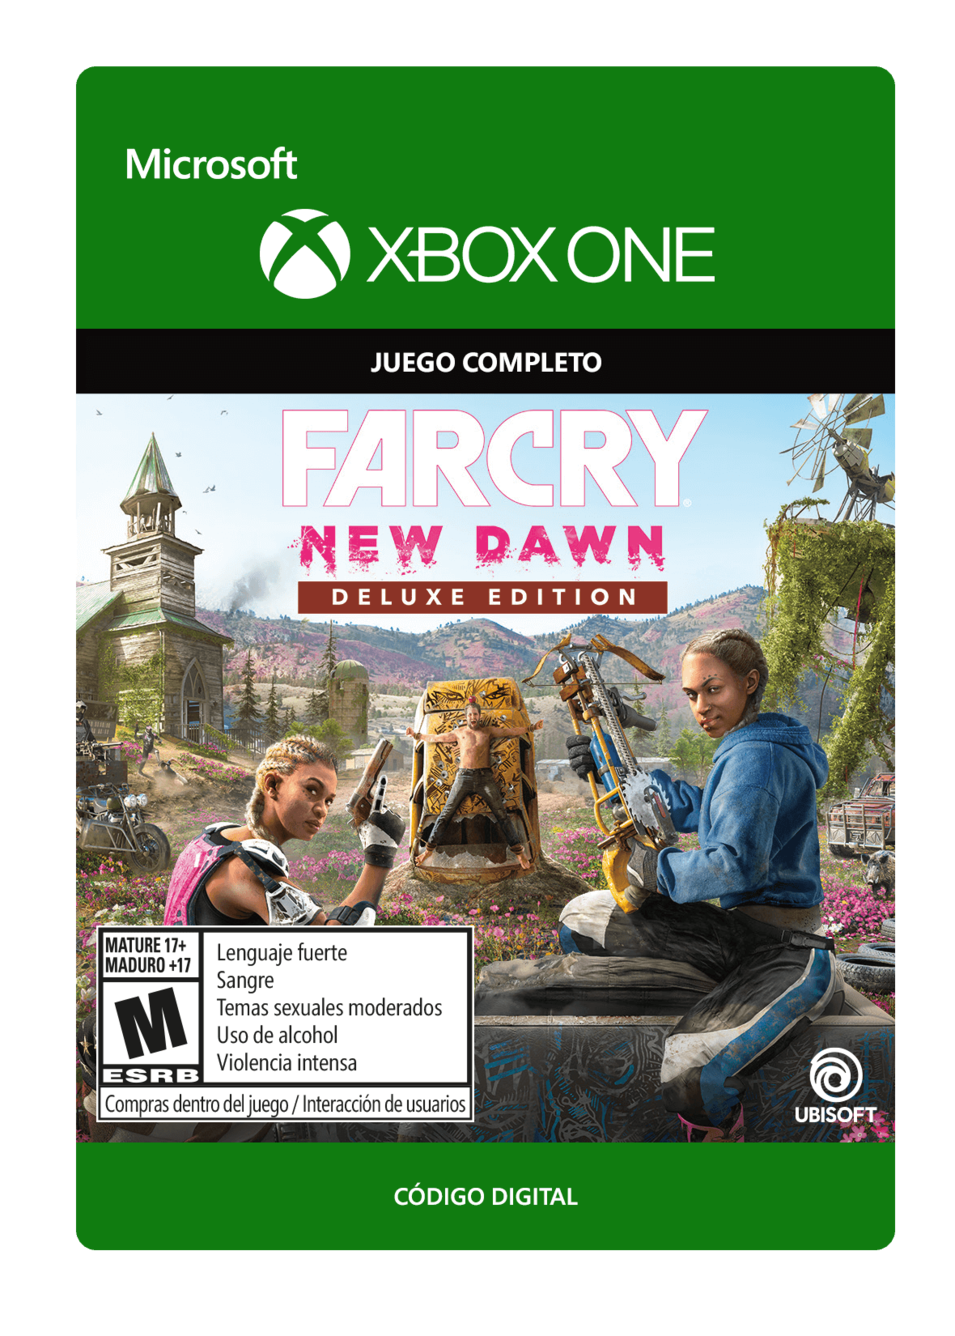 Microsoft
XBOX ONE
JUEGO COMPLETO
FARCRY®
NEW DAWN
DELUXE EDITION
MATURE 17+
MADURO +17
M
ESRB
Lenguaje fuerte
Sangre
Temas sexuales moderados
Uso de alcohol
Violencia intensa
Compras dentro del juego / Interacción de usuarios
UBISOFT
CÓDIGO DIGITAL